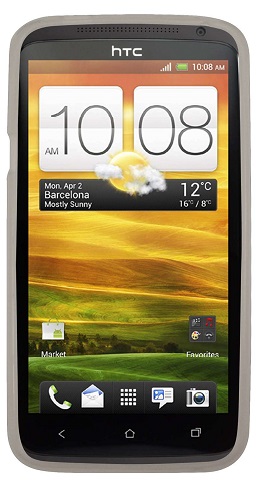 hTC
10:08 AM
AM 10 08
Mon, Apr 2
Barcelona
Mostly Sunny
12°C
16°C / 8°C
Market
Favorites